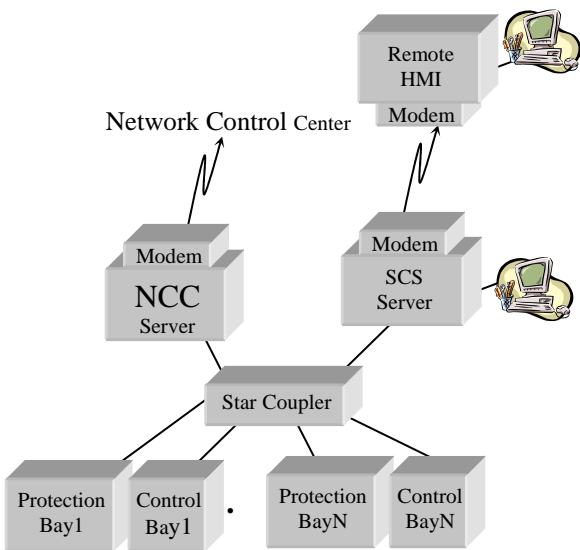 Remote
HMI
Modem
Network Control Center
Modem
NCC
Server
Modem
SCS
Server
Star Coupler
Protection
Bay1
Control
Bay1
.
Protection
BayN
Control
BayN